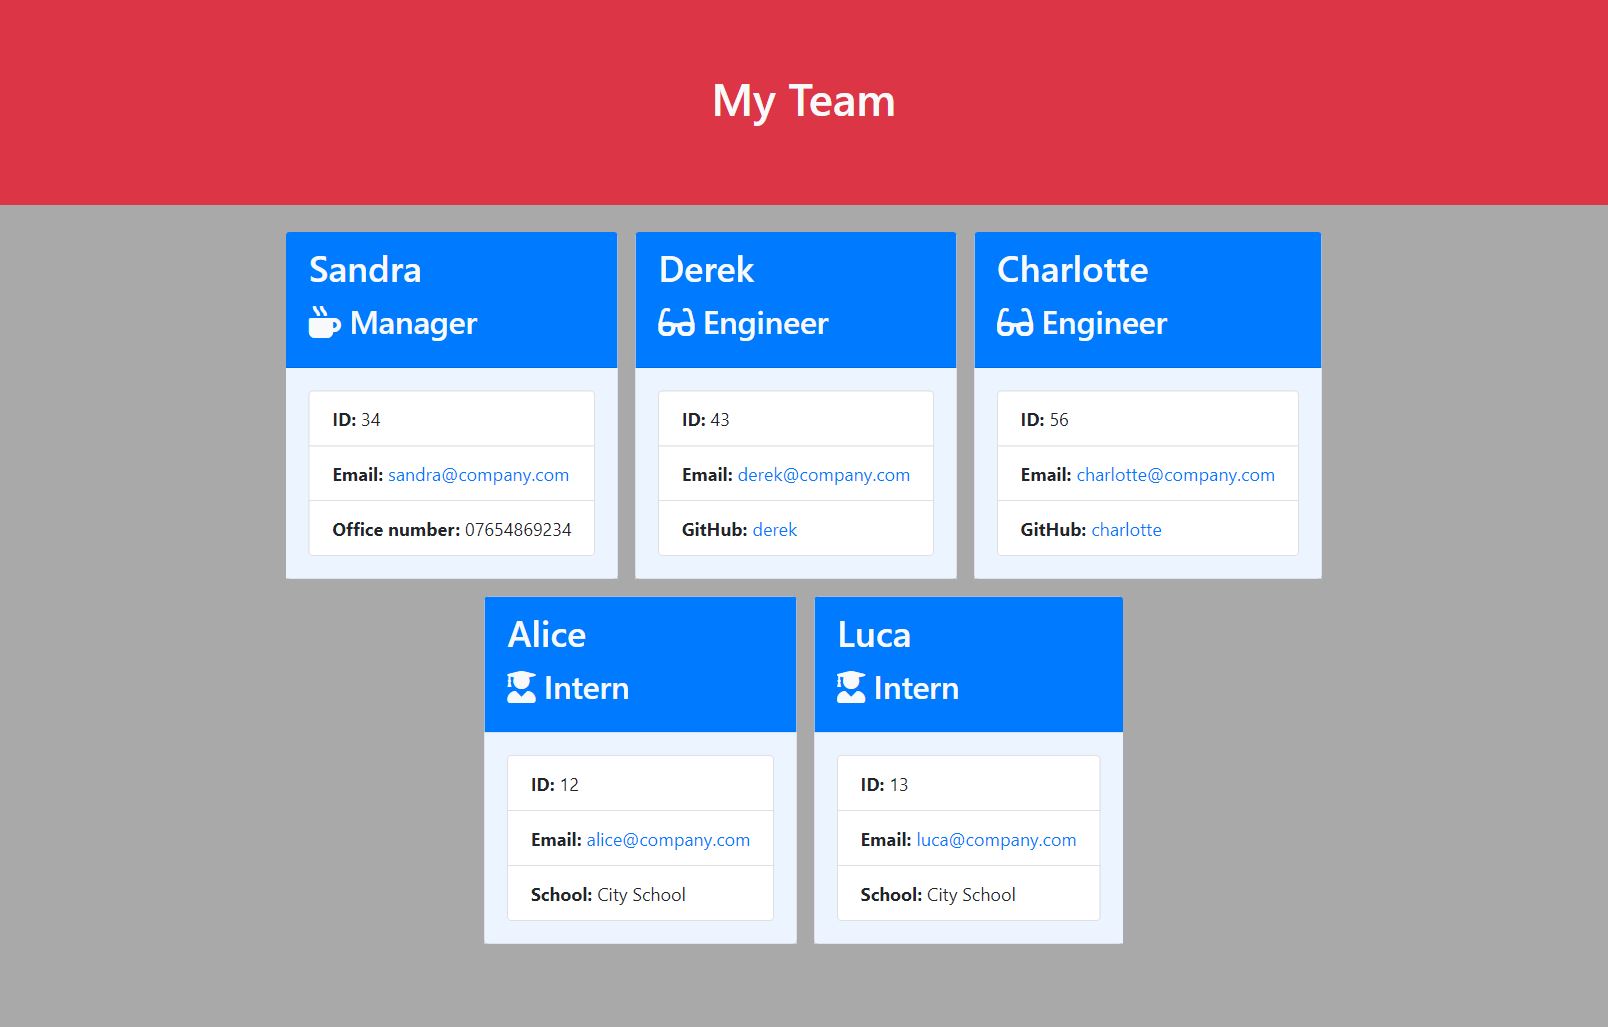 My Team
Sandra
Manager
ID: 34
Email: sandra@company.com
Office number: 07654869234
Derek
Engineer
ID: 43
Email: derek@company.com
GitHub: derek
Charlotte
Engineer
ID: 56
Email: charlotte@company.com
GitHub: charlotte
Alice
Intern
ID: 12
Email: alice@company.com
School: City School
Luca
Intern
ID: 13
Email: luca@company.com
School: City School